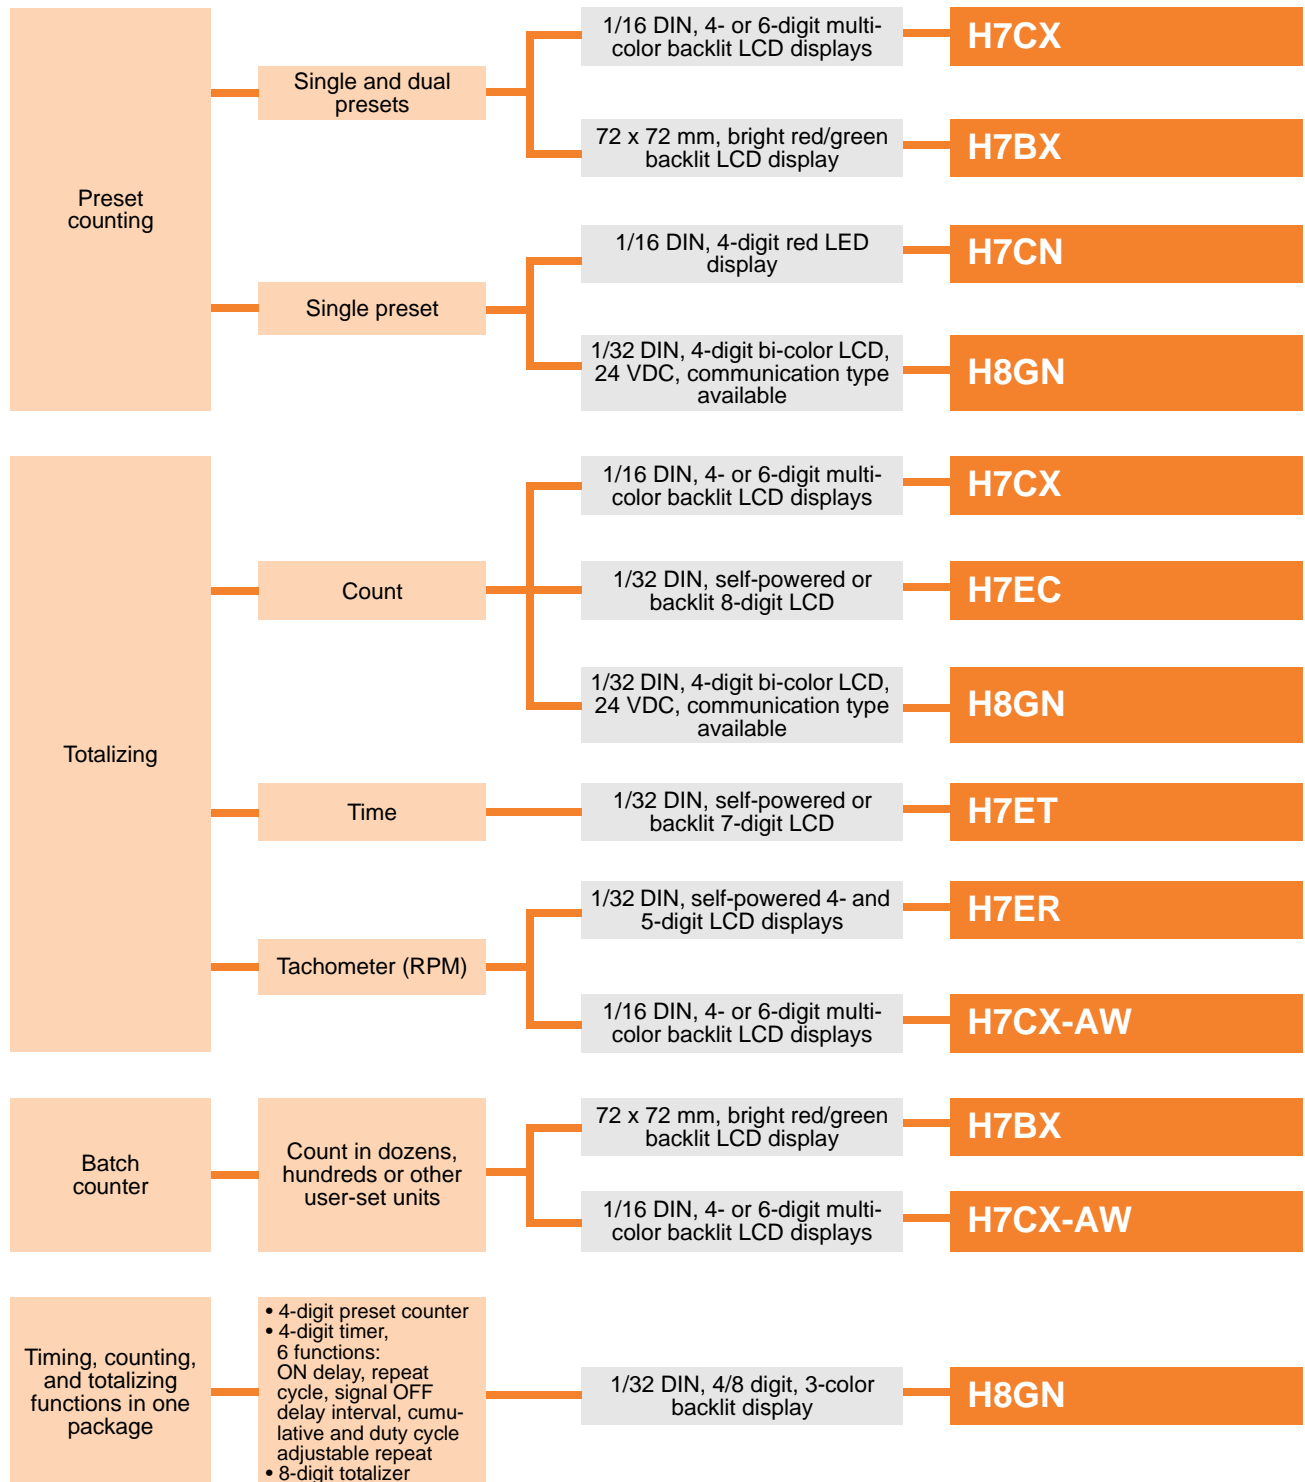 Preset
counting
Single and dual
presets
1/16 DIN, 4- or 6-digit multi-
color backlit LCD displays
H7CX
72 x 72 mm, bright red/green
backlit LCD display
H7BX
Single preset
1/16 DIN, 4-digit red LED
display
H7CN
1/32 DIN, 4-digit bi-color LCD,
24 VDC, communication type
available
H8GN
Totalizing
Count
1/16 DIN, 4- or 6-digit multi-
color backlit LCD displays
H7CX
1/32 DIN, self-powered or
backlit 8-digit LCD
H7EC
1/32 DIN, 4-digit bi-color LCD,
24 VDC, communication type
available
H8GN
Time
1/32 DIN, self-powered or
backlit 7-digit LCD
H7ET
Tachometer (RPM)
1/32 DIN, self-powered 4- and
5-digit LCD displays
H7ER
1/16 DIN, 4- or 6-digit multi-
color backlit LCD displays
H7CX-AW
Batch
counter
Count in dozens,
hundreds or other
user-set units
72 x 72 mm, bright red/green
backlit LCD display
H7BX
1/16 DIN, 4- or 6-digit multi-
color backlit LCD displays
H7CX-AW
Timing, counting,
and totalizing
functions in one
package
• 4-digit preset counter
• 4-digit timer,
6 functions:
ON delay, repeat
cycle, signal OFF
delay interval, cumu-
lative and duty cycle
adjustable repeat
• 8-digit totalizer
1/32 DIN, 4/8 digit, 3-color
backlit display
H8GN